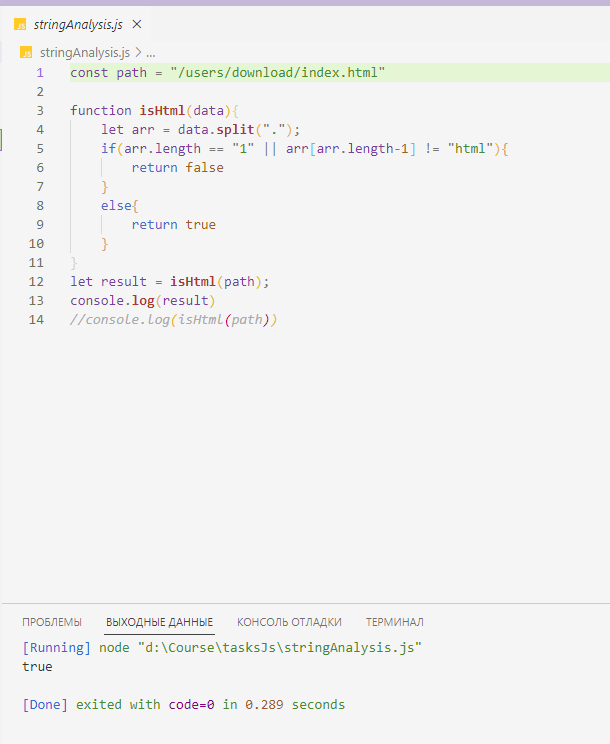 JS stringAnalysis.js ×
JS stringAnalysis.js > ...
1 const path = "/users/download/index.html"
2
3 function isHtml(data){
4     let arr = data.split(".");
5     if(arr.length == "1" || arr[arr.length-1] != "html"){
6         return false
7     }
8     else{
9         return true
10     }
11 }
12 let result = isHtml(path);
13 console.log(result)
14 //console.log(isHtml(path))
ПРОБЛЕМЫ ВЫХОДНЫЕ ДАННЫЕ КОНСОЛЬ ОТЛАДКИ ТЕРМИНАЛ
[Running] node "d:\Course\tasksJs\stringAnalysis.js"
true
[Done] exited with code=0 in 0.289 seconds